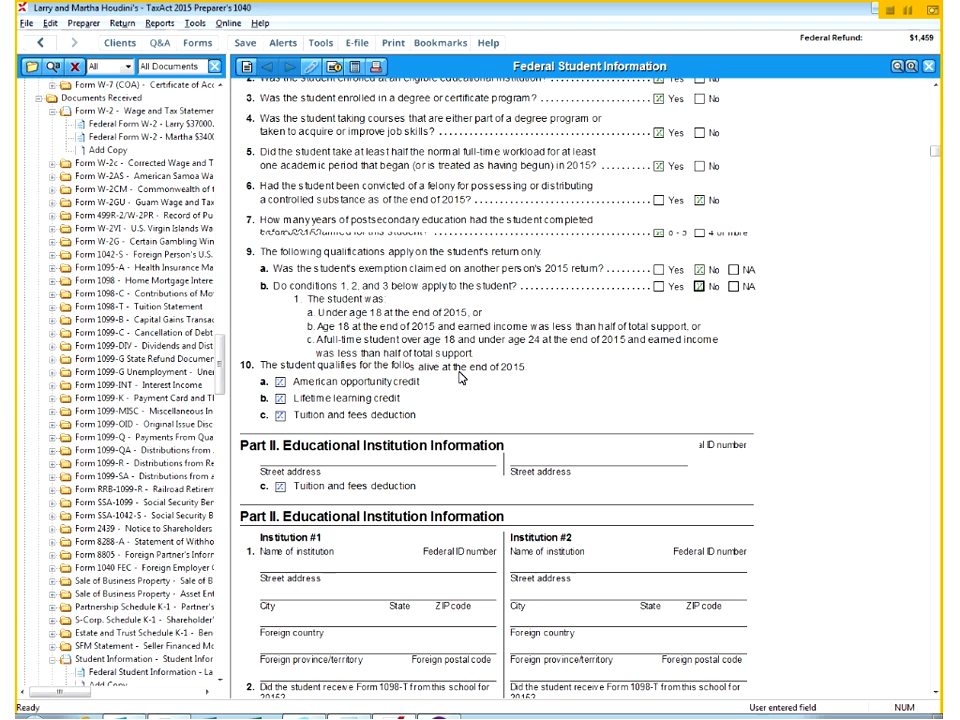 Larry and Martha Houdini's - TaxAct 2015 Preparer's 1040
File Edit Preparer Return Reports Tools Online Help
Clients Q&A Forms Save Alerts Tools E-file Print Bookmarks Help
Federal Refund: $1,459
All All Documents
Federal Student Information
Form W-7 (COA) - Certificate of Acc
Documents Received
Form W-2 - Wage and Tax Statemer
Federal Form W-2 - Larry $37000.
Federal Form W-2 - Martha $3400
Add Copy
Form W-2c - Corrected Wage and T
Form W-2AS - American Samoa Wa
Form W-2CM - Commonwealth of t
Form W-2GU - Guam Wage and Tax
Form 499R-2/W-2PR - Record of Pu
Form W-2VI - U.S. Virgin Islands Wa
Form W-2G - Certain Gambling Win
Form 1042-S - Foreign Person's U.S.
Form 1095-A - Health Insurance Ma
Form 1098 - Home Mortgage Intere
Form 1098-C - Contributions of Mo
Form 1098-T - Tuition Statement
Form 1099-B - Capital Gains Transac
Form 1099-C - Cancellation of Debt
Form 1099-DIV - Dividends and Dist
Form 1099-G State Refund Documer
Form 1099-G Unemployment - Une
Form 1099-INT - Interest Income
Form 1099-K - Payment Card and Tl
Form 1099-MISC - Miscellaneous In
Form 1099-OID - Original Issue Disc
Form 1099-Q - Payments From Qua
Form 1099-QA - Distributions from
Form 1099-R - Distributions from Re
Form 1099-SA - Distributions from a
Form RRB-1099-R - Railroad Retirem
Form SSA-1099 - Social Security Ber
Form SSA-1042-S - Social Security B
Form 2439 - Notice to Shareholders
Form 8288-A - Statement of Withho
Form 8805 - Foreign Partner's Inforr
Form 1040 FEC - Foreign Employer
Sale of Business Property - Sale of B
Sale of Business Property - Asset Ent
Partnership Schedule K-1 - Partner's
S-Corp. Schedule K-1 - Shareholder'
Estate and Trust Schedule K-1 - Ben
SFM Statement - Seller Financed Mc
Student Information - Student Infor
Federal Student Information - La
Add Copy
2. Was the student enrolled at an eligible educational institution? Yes No
3. Was the student enrolled in a degree or certificate program? Yes No
4. Was the student taking courses that are either part of a degree program or
taken to acquire or improve job skills? Yes No
5. Did the student take at least half the normal full-time workload for at least
one academic period that began (or is treated as having begun) in 2015? Yes No
6. Had the student been convicted of a felony for possessing or distributing
a controlled substance as of the end of 2015? Yes No
7. How many years of postsecondary education had the student completed
0 - 3 4 or more
9. The following qualifications apply on the student's return only.
a. Was the student's exemption claimed on another person's 2015 return? Yes No NA
b. Do conditions 1, 2, and 3 below apply to the student? Yes No NA
1. The student was:
a. Under age 18 at the end of 2015, or
b. Age 18 at the end of 2015 and earned income was less than half of total support, or
c. A full-time student over age 18 and under age 24 at the end of 2015 and earned income
was less than half of total support.
10. The student qualifies for the follo s alive at the end of 2015
a. American opportunity credit
b. Lifetime learning credit
c. Tuition and fees deduction
Part II. Educational Institution Information al ID number
Street address Street address
c. Tuition and fees deduction
Part II. Educational Institution Information
Institution #1 Institution #2
1. Name of institution Federal ID number Name of institution Federal ID number
Street address Street address
City State ZIP code City State ZIP code
Foreign country Foreign country
Foreign province/territory Foreign postal code Foreign province/territory Foreign postal code
2. Did the student receive Form 1098-T from this school for Did the student receive Form 1098-T from this school for
2015? 2015?
Ready User entered field NUM